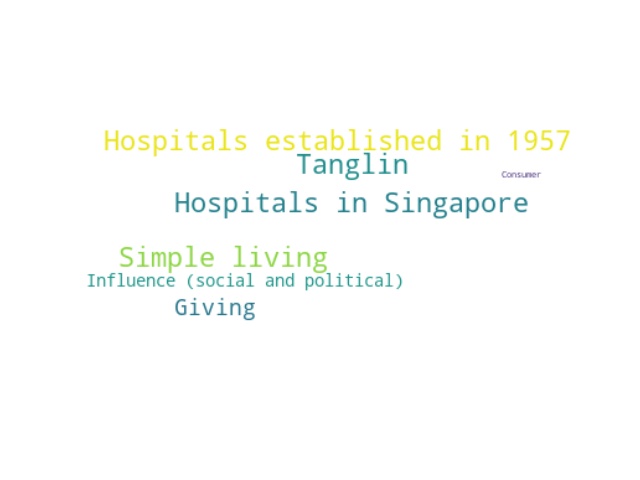 Hospitals established in 1957
Tanglin
Consumer
Hospitals in Singapore
Simple living
Influence (social and political)
Giving